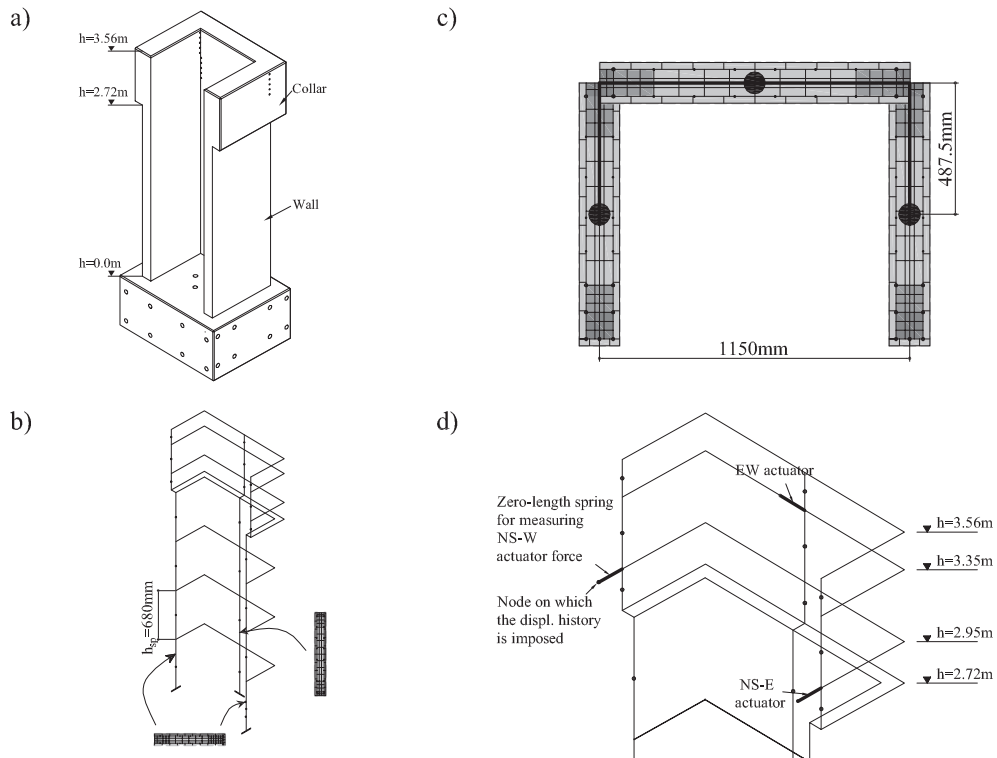 a)
h=3.56m
h=2.72m
Collar
Wall
h=0.0m
b)
hsp=680mm
c)
487.5mm
1150mm
d)
EW actuator
Zero-length spring
for measuring
NS-W
actuator force
Node on which
the displ. history
is imposed
NS-E
actuator
h=3.56m
h=3.35m
h=2.95m
h=2.72m